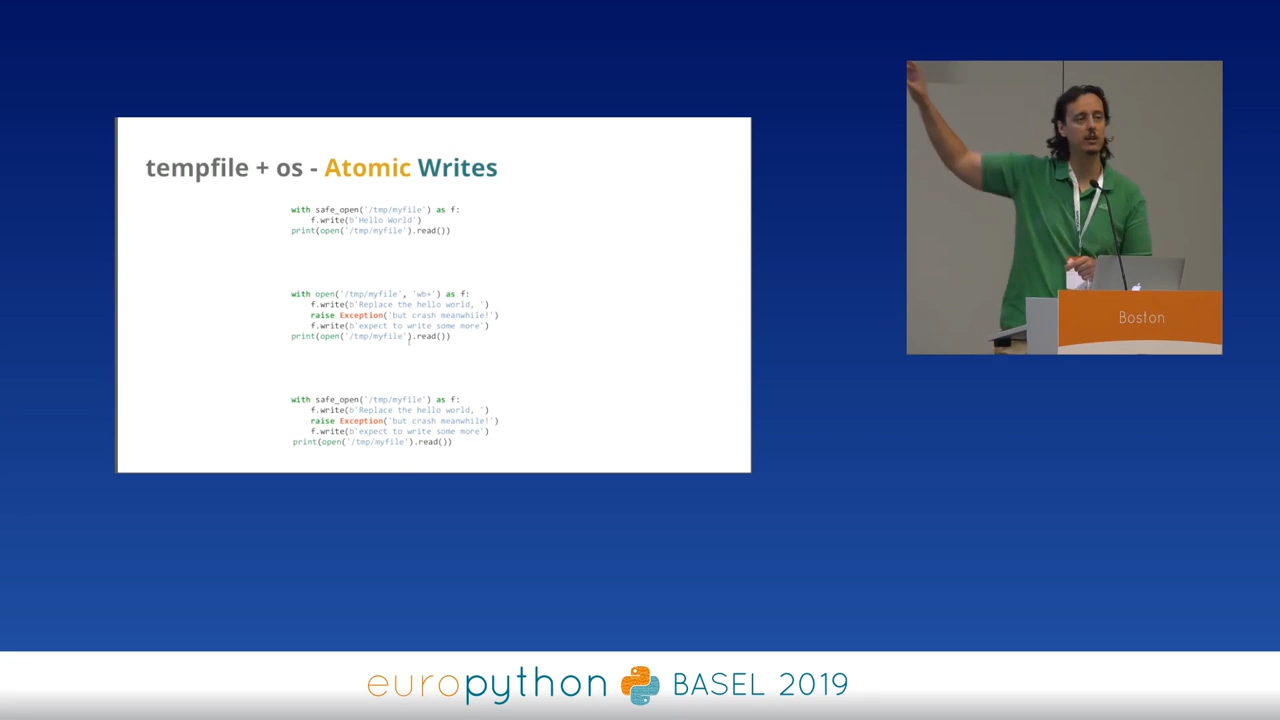 tempfile + os - Atomic Writes
with safe_open('/tmp/myfile') as f:
f.write(b'Hello World')
print(open('/tmp/myfile').read())
with open('/tmp/myfile', 'wb+') as f:
f.write(b'Replace the hello world, ')
raise Exception('but crash meanwhile!')
f.write(b'expect to write some more')
print(open('/tmp/myfile').read())
with safe_open('/tmp/myfile') as f:
f.write(b'Replace the hello world, ')
raise Exception('but crash meanwhile!')
f.write(b'expect to write some more')
print(open('/tmp/myfile').read())
Boston
europython BASEL 2019